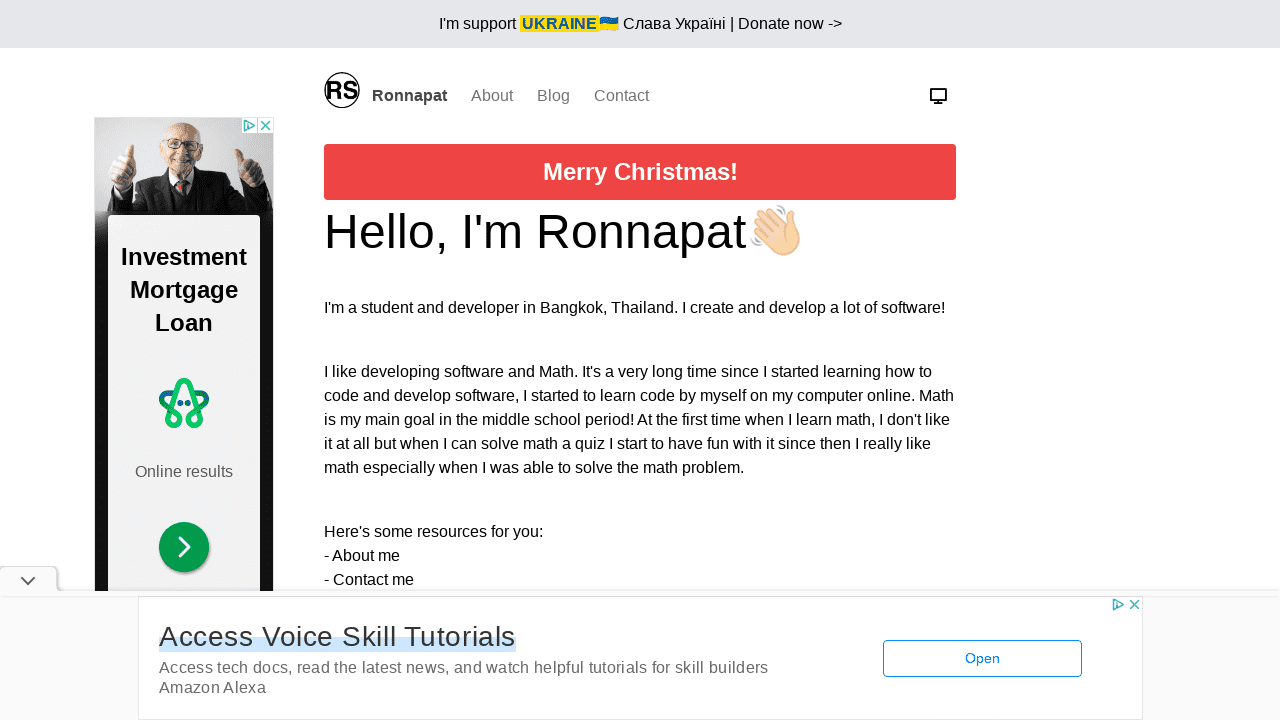 I'm support UKRAINE🇺🇦 Слава Україні | Donate now ->
RS
Ronnapat
About
Blog
Contact
Merry Christmas!
Hello, I'm Ronnapat👋🏻
I'm a student and developer in Bangkok, Thailand. I create and develop a lot of software!
I like developing software and Math. It's a very long time since I started learning how to
code and develop software, I started to learn code by myself on my computer online. Math
is my main goal in the middle school period! At the first time when I learn math, I don't like
it at all but when I can solve math a quiz I start to have fun with it since then I really like
math especially when I was able to solve the math problem.
Here's some resources for you:
- About me
- Contact me
Investment
Mortgage
Loan
Online results
Access Voice Skill Tutorials
Access tech docs, read the latest news, and watch helpful tutorials for skill builders
Amazon Alexa
Open